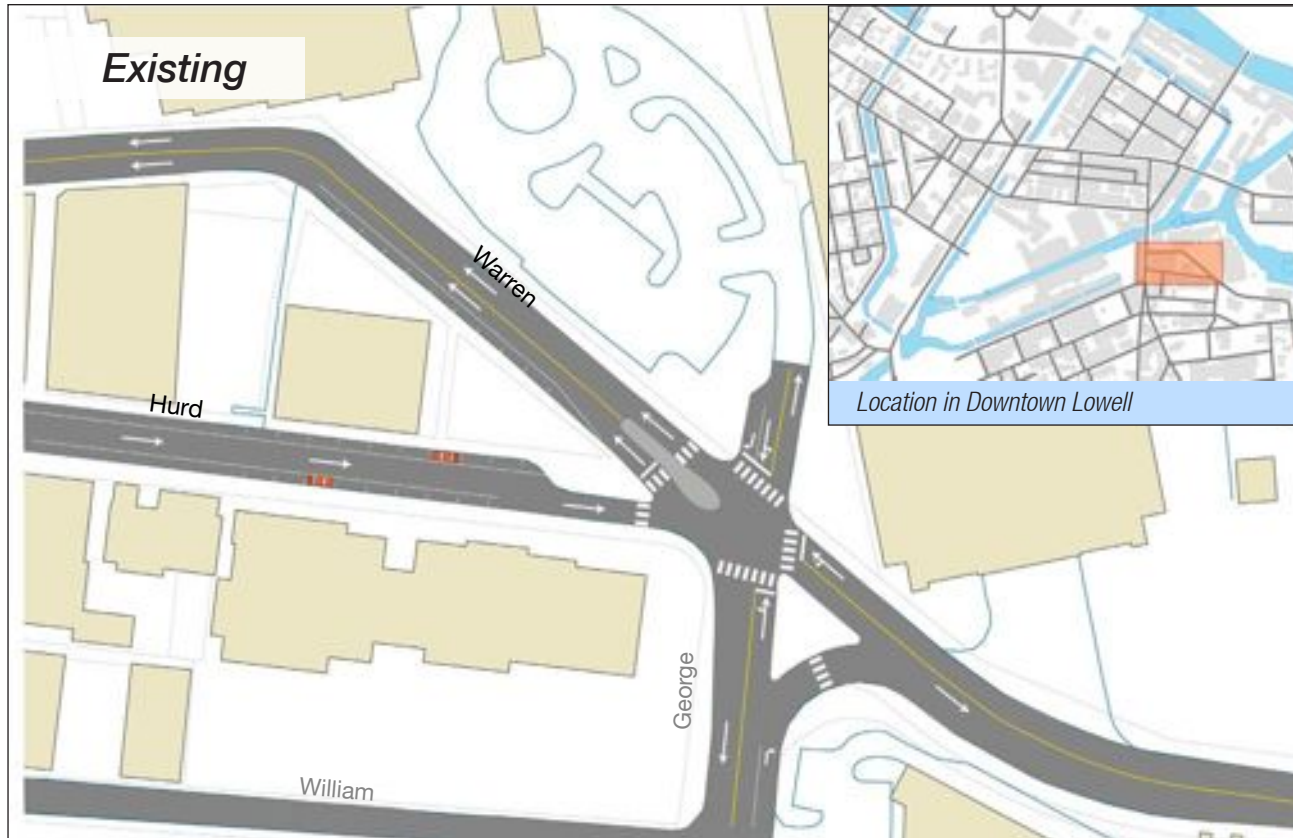 Existing
Warren
Hurd
George
William
Location in Downtown Lowell